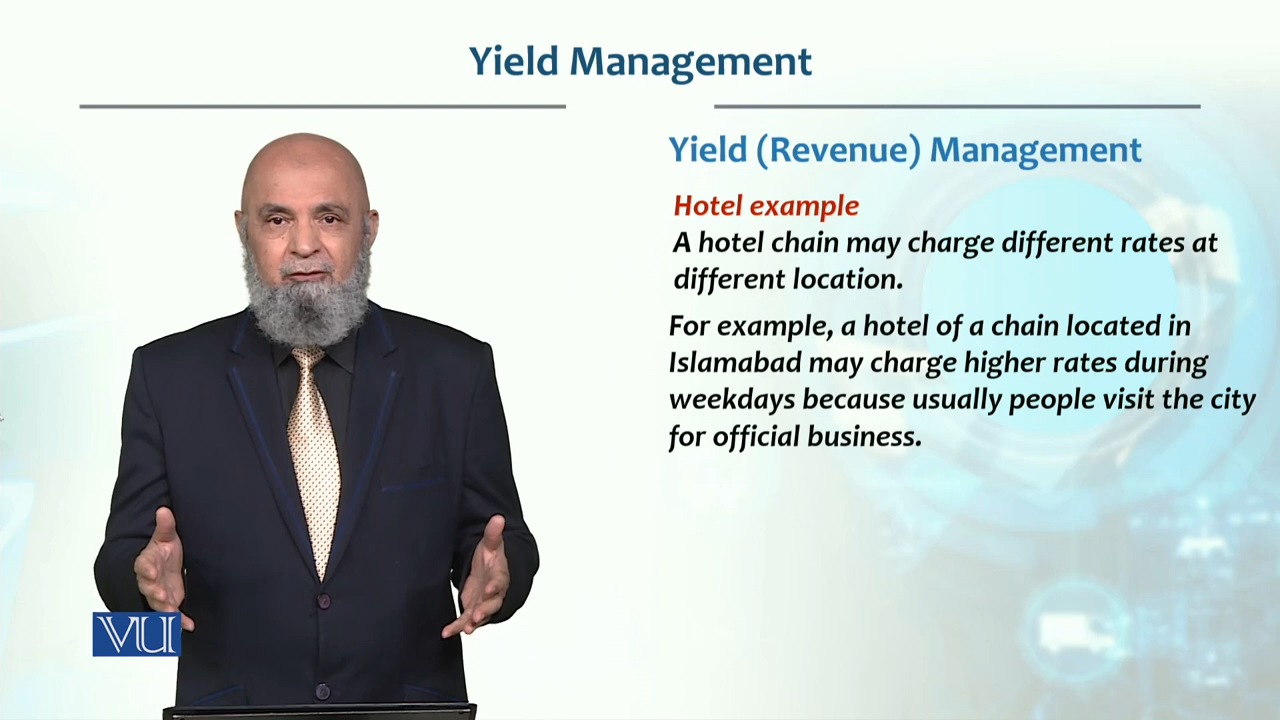 Yield Management
Yield (Revenue) Management
Hotel example
A hotel chain may charge different rates at
different location.
For example, a hotel of a chain located in
Islamabad may charge higher rates during
weekdays because usually people visit the city
for official business.
VU